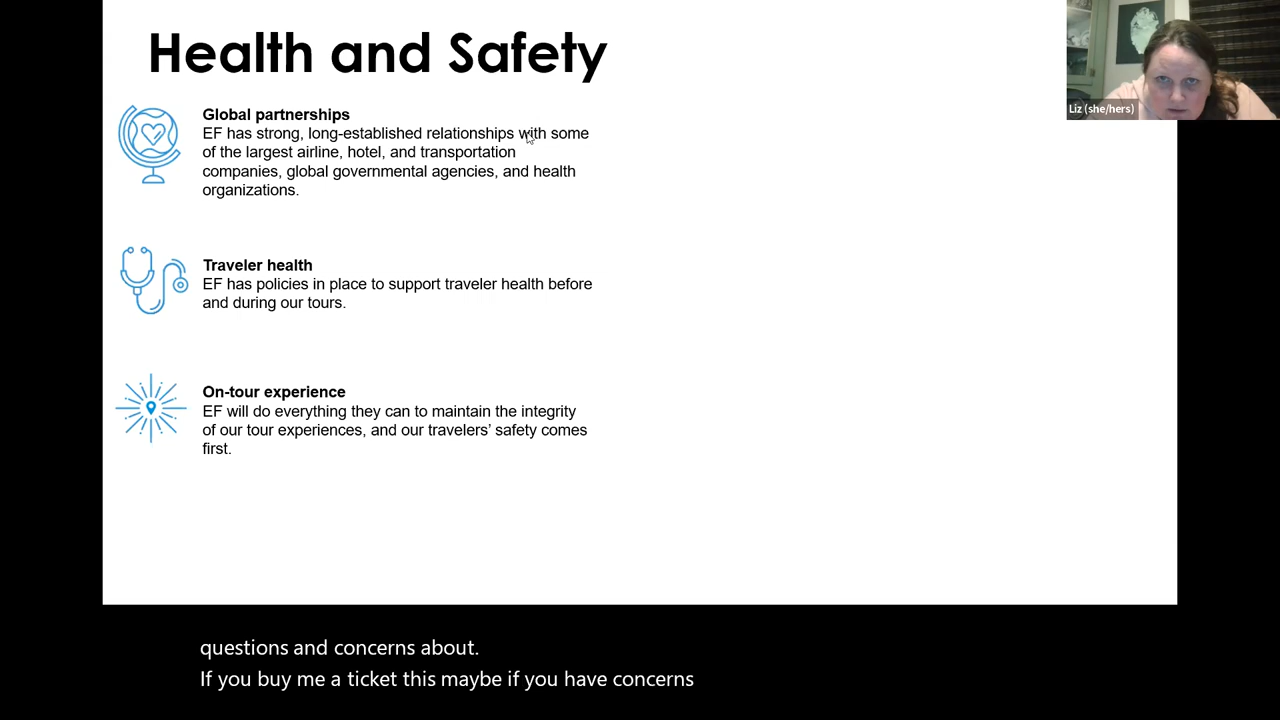 Health and Safety
Liz (she/hers)
Global partnerships
EF has strong, long-established relationships with some
of the largest airline, hotel, and transportation
companies, global governmental agencies, and health
organizations.
Traveler health
EF has policies in place to support traveler health before
and during our tours.
On-tour experience
EF will do everything they can to maintain the integrity
of our tour experiences, and our travelers’ safety comes
first.
questions and concerns about.
If you buy me a ticket this maybe if you have concerns